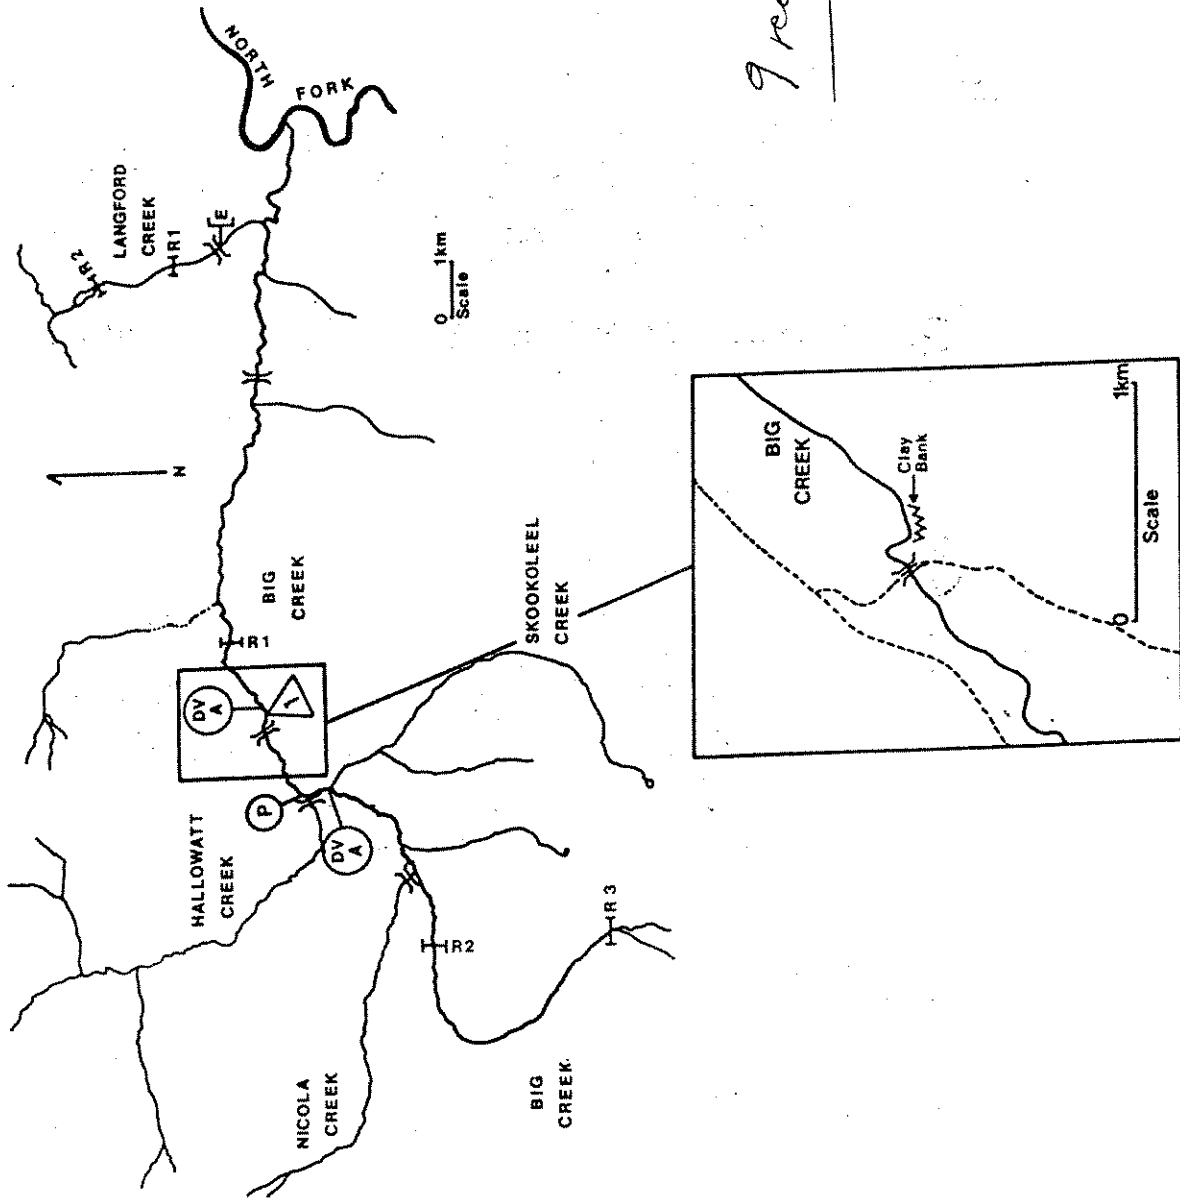 NORTH
FORK
LANGFORD
CREEK
R2
R1
E
0 1km
Scale
N
BIG
CREEK
R1
SKOOKOLEEL
CREEK
DV
A
1
P
HALLOWATT
CREEK
DV
A
R2
R3
NICOLA
CREEK
BIG
CREEK
BIG
CREEK
Clay
Bank
0 1km
Scale
9